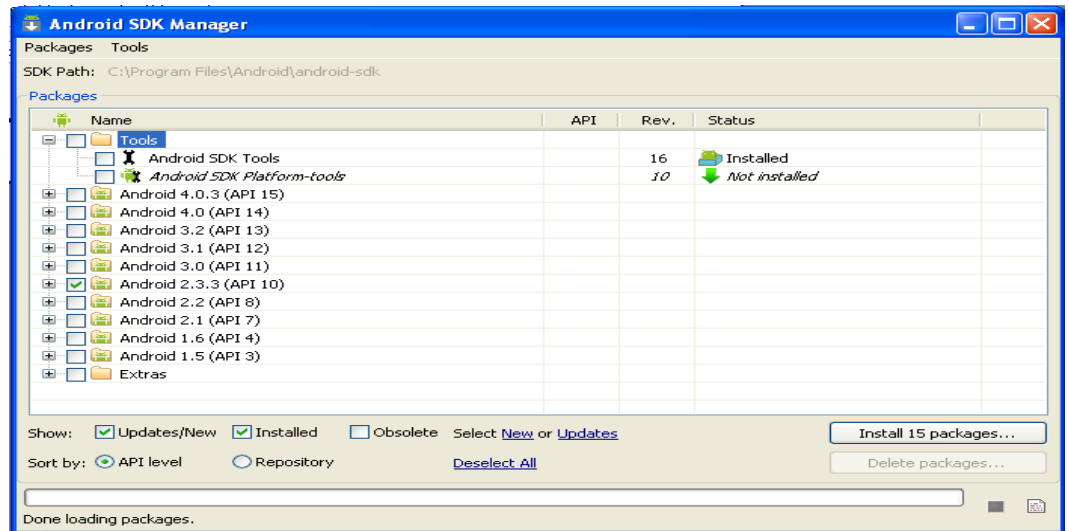 Android SDK Manager
Packages Tools
SDK Path: C:\Program Files\Android\android-sdk
Packages
Name API Rev. Status
Tools
Android SDK Tools 16 Installed
Android SDK Platform-tools 10 Not installed
Android 4.0.3 (API 15)
Android 4.0 (API 14)
Android 3.2 (API 13)
Android 3.1 (API 12)
Android 3.0 (API 11)
Android 2.3.3 (API 10)
Android 2.2 (API 8)
Android 2.1 (API 7)
Android 1.6 (API 4)
Android 1.5 (API 3)
Extras
Show: Updates/New Installed Obsolete Select New or Updates Install 15 packages...
Sort by: API level Repository Deselect All Delete packages...
Done loading packages.